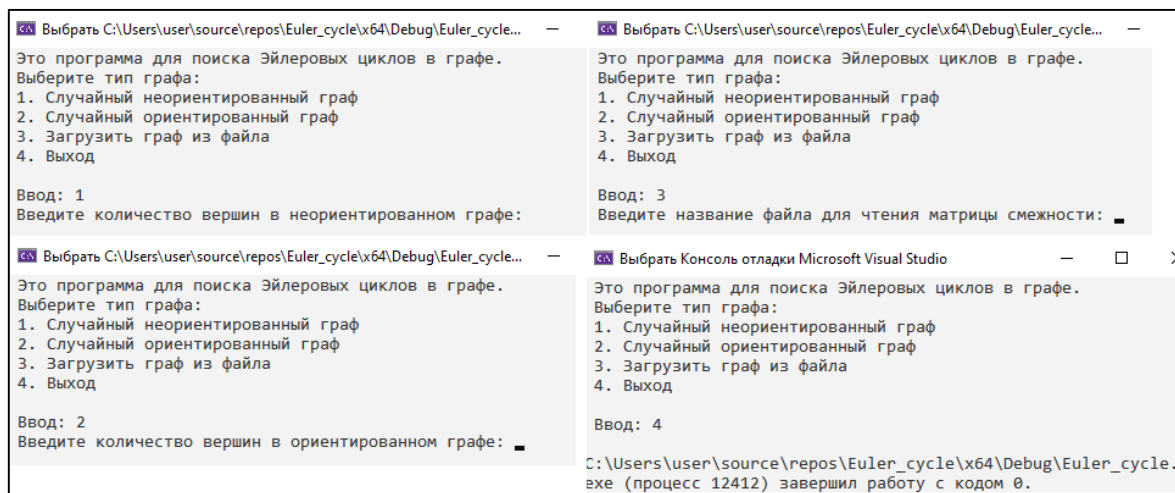 Выбрать C:\Users\user\source\repos\Euler_cycle\x64\Debug\Euler_cycle...
Это программа для поиска Эйлеровых циклов в графе.
Выберите тип графа:
1. Случайный неориентированный граф
2. Случайный ориентированный граф
3. Загрузить граф из файла
4. Выход
Ввод: 1
Введите количество вершин в неориентированном графе:
Выбрать C:\Users\user\source\repos\Euler_cycle\x64\Debug\Euler_cycle...
Это программа для поиска Эйлеровых циклов в графе.
Выберите тип графа:
1. Случайный неориентированный граф
2. Случайный ориентированный граф
3. Загрузить граф из файла
4. Выход
Ввод: 3
Введите название файла для чтения матрицы смежности:
Выбрать C:\Users\user\source\repos\Euler_cycle\x64\Debug\Euler_cycle...
Это программа для поиска Эйлеровых циклов в графе.
Выберите тип графа:
1. Случайный неориентированный граф
2. Случайный ориентированный граф
3. Загрузить граф из файла
4. Выход
Ввод: 2
Введите количество вершин в ориентированном графе:
Выбрать Консоль отладки Microsoft Visual Studio
Это программа для поиска Эйлеровых циклов в графе.
Выберите тип графа:
1. Случайный неориентированный граф
2. Случайный ориентированный граф
3. Загрузить граф из файла
4. Выход
Ввод: 4
C:\Users\user\source\repos\Euler_cycle\x64\Debug\Euler_cycle.
exe (процесс 12412) завершил работу с кодом 0.